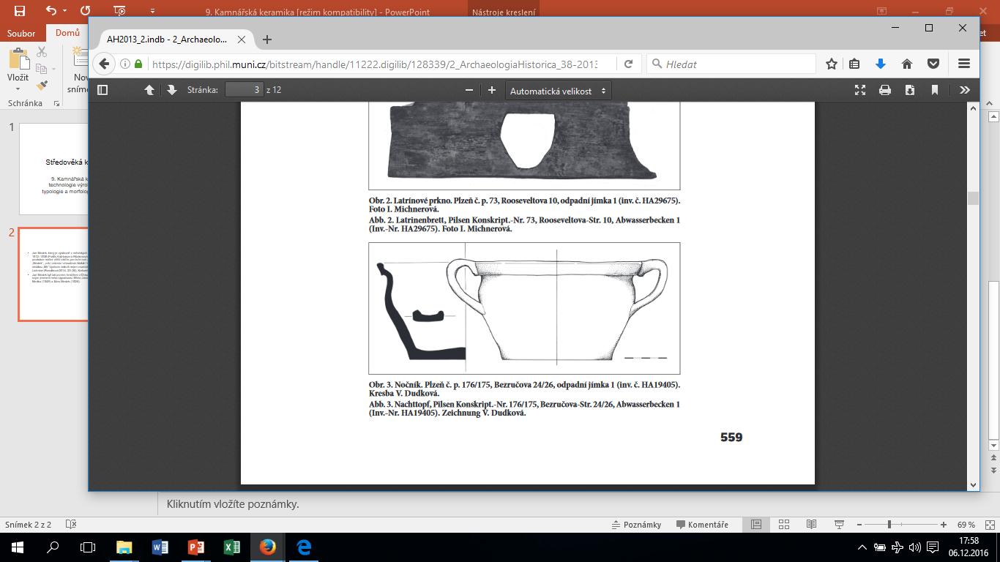 9. Kamnářská keramika [režim kompatibility] - PowerPoint
Nástroje kreslení
Soubor
Domů
Vložit
Schránka
AH2013_2.indb - 2_Archaeolo...
https://digilib.phil.muni.cz/bitstream/handle/11222.digilib/128339/2_ArchaeologiaHistorica_38-2013
Hledat
Stránka:
3
z 12
Automatická velikost
1
Středověká k
9. Kamnářská k
technologie výro
typologie a morfolog
2
Obr. 2. Latrínové prkno. Plzeň č. p. 73, Rooseveltova 10, odpadní jímka 1 (inv. č. HA29675).
Foto I. Michnerová.
Abb. 2. Latrinenbrett, Pilsen Konskript.-Nr. 73, Rooseveltova-Str. 10, Abwasserbecken 1
(Inv.-Nr. HA29675). Foto I. Michnerová.
Obr. 3. Nočník. Plzeň č. p. 176/175, Bezručova 24/26, odpadní jímka 1 (inv. č. HA19405).
Kresba V. Dudková.
Abb. 3. Nachttopf, Pilsen Konskript.-Nr. 176/175, Bezručova-Str. 24/26, Abwasserbecken 1
(Inv.-Nr. HA19405). Zeichnung V. Dudková.
559
Kliknutím vložíte poznámky.
Snímek 2 z 2
Poznámky
Komentáře
69 %
17:58
06.12.2016